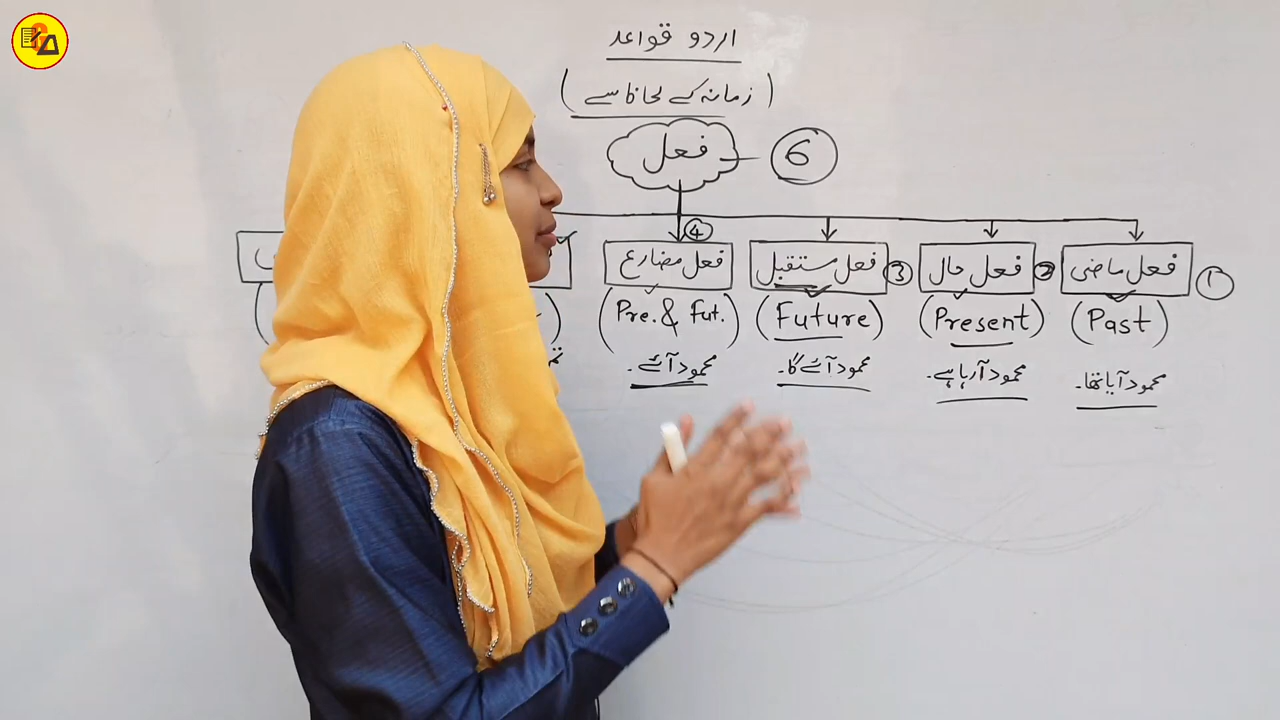 اردو قواعد
(زمانہ کے لحاظ سے)
فعل 6
فعل ماضی ①
فعل حال ②
فعل مستقبل ③
فعل مضارع ④
(Past)
(Present)
(Future)
(Pre. & Fut.)
محمود آیا تھا۔
محمود آرہا ہے۔
محمود آئے گا۔
محمود آئے۔